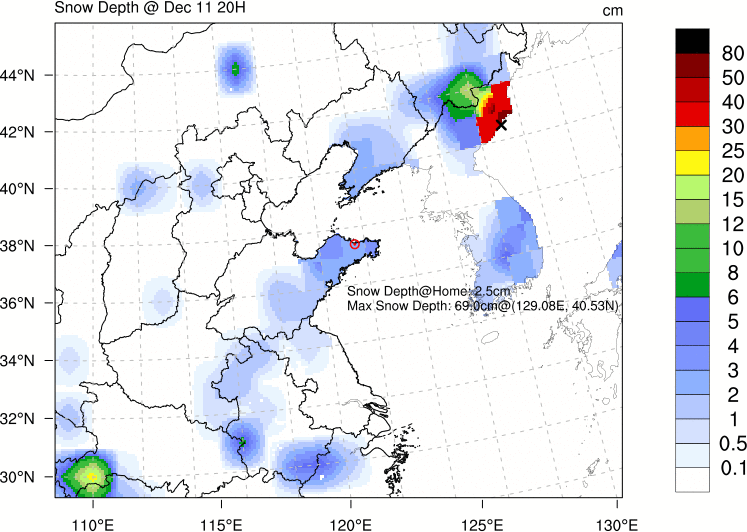 Snow Depth @ Dec 11 20H
cm
44°N
42°N
40°N
38°N
36°N
34°N
32°N
30°N
110°E
115°E
120°E
125°E
130°E
Snow Depth@Home: 2.5cm
Max Snow Depth: 69.0cm@(129.08E, 40.53N)
80
50
40
30
25
20
15
12
10
8
6
5
4
3
2
1
0.5
0.1